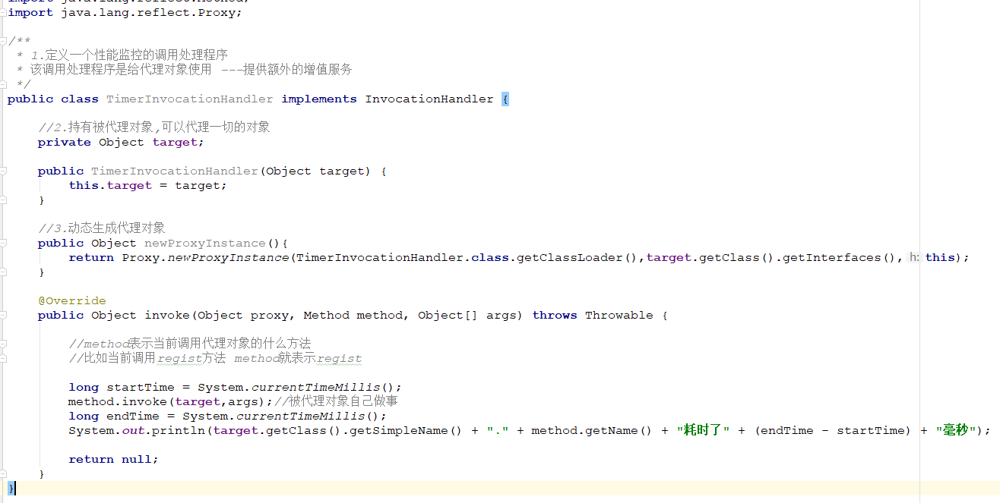 import java.lang.reflect.Method;
import java.lang.reflect.Proxy;
/**
* 1.定义一个性能监控的调用处理程序
* 该调用处理程序是给代理对象使用 ---提供额外的增值服务
*/
public class TimerInvocationHandler implements InvocationHandler {
//2.持有被代理对象,可以代理一切的对象
private Object target;
public TimerInvocationHandler(Object target) {
this.target = target;
}
//3.动态生成代理对象
public Object newProxyInstance(){
return Proxy.newProxyInstance(TimerInvocationHandler.class.getClassLoader(),target.getClass().getInterfaces(), h: this);
}
@Override
public Object invoke(Object proxy, Method method, Object[] args) throws Throwable {
//method表示当前调用代理对象的什么方法
//比如当前调用regist方法 method就表示regist
long startTime = System.currentTimeMillis();
method.invoke(target,args);//被代理对象自己做事
long endTime = System.currentTimeMillis();
System.out.println(target.getClass().getSimpleName() + "." + method.getName() + "耗时了" + (endTime - startTime) + "毫秒");
return null;
}
}